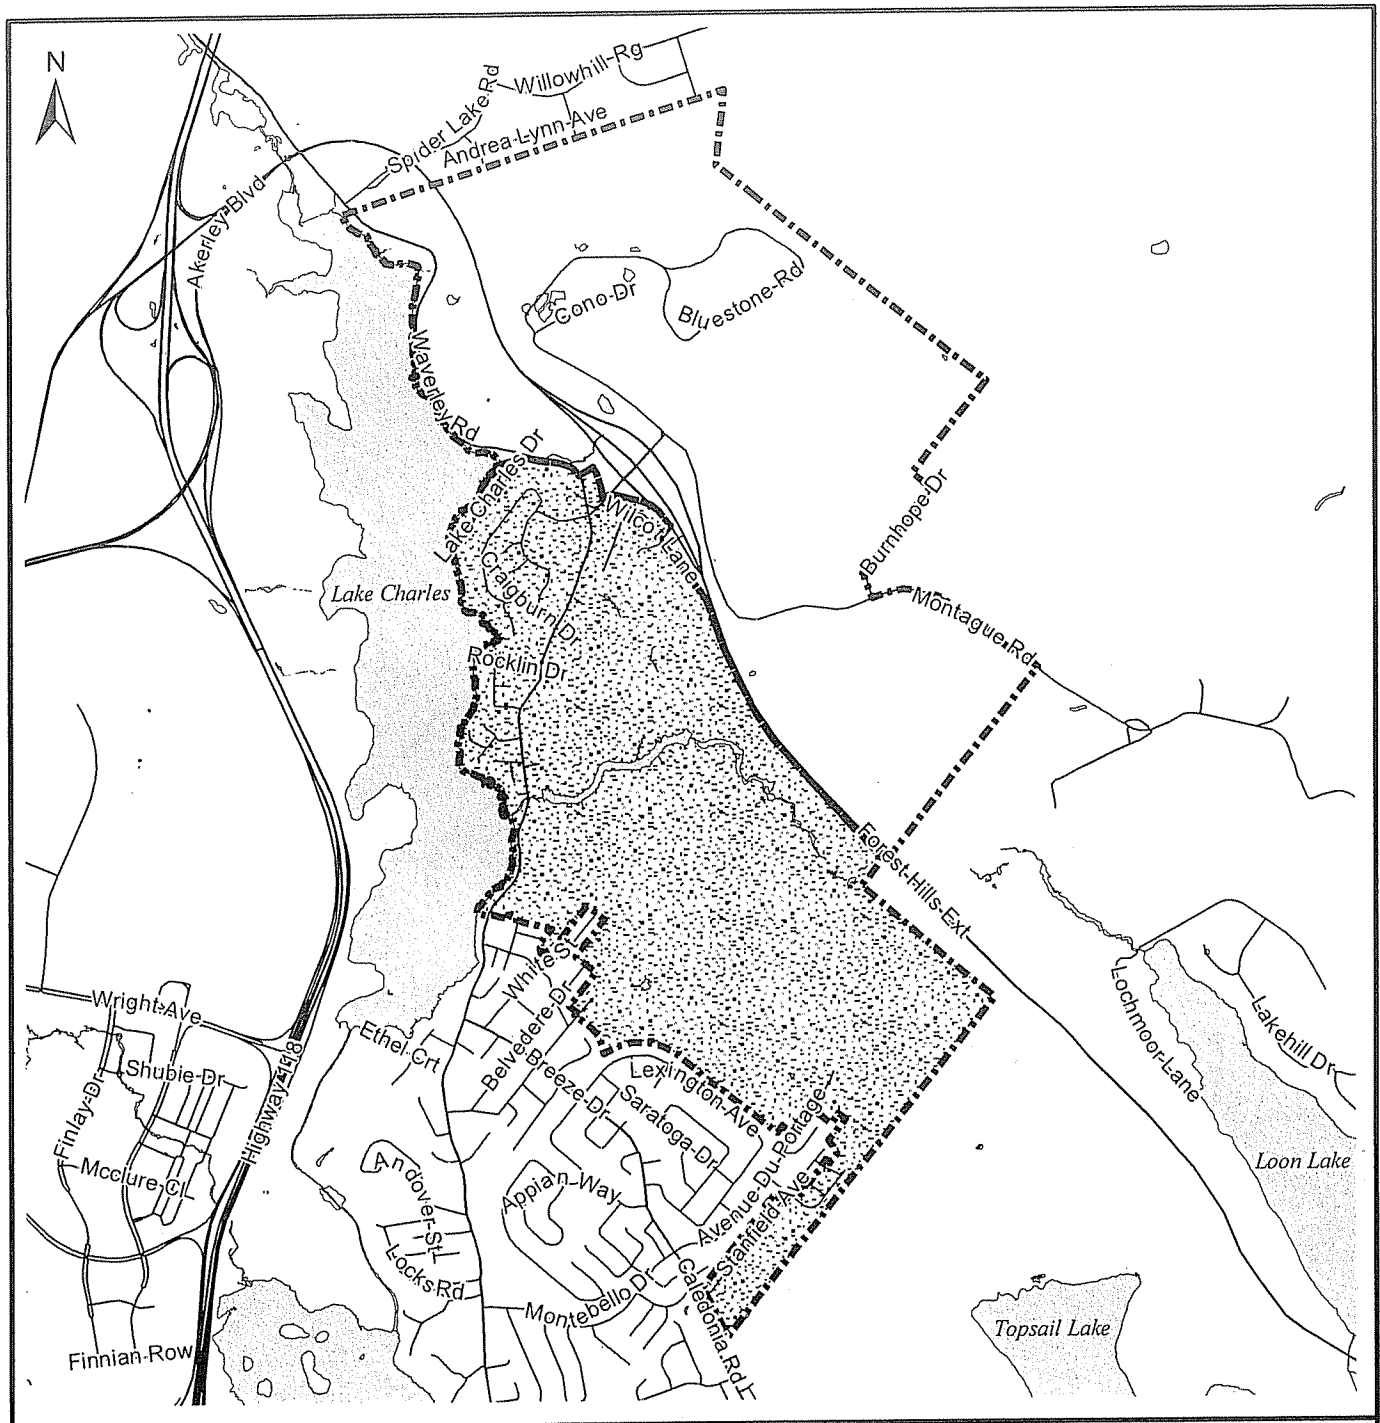 N
Willowhill Rg
Spider Lake Rd
Andrea Lynn Ave
Akerley Blvd
Cono Dr
Bluestone Rd
Waverley Rd
Lake Charles Dr
Burnhope Dr
Wilcot Lane
Craigburn Dr
Lake Charles
Montague Rd
Rocklin Dr
Forest Hills Ext
White S
Wright Ave
Ethel Crt
Belvedere Dr
Lochmoor Lane
Lakehill Dr
Highway 118
Shubie Dr
Breeze Dr
Lexington Ave
Finlay Dr
Saratoga Dr
Avenue Du Portage
Mcclure Cl
Andover St
Appian Way
Stanfield Ave
Loon Lake
Locks Rd
Montebello Dr
Caledonia Rd
Topsail Lake
Finnian Row